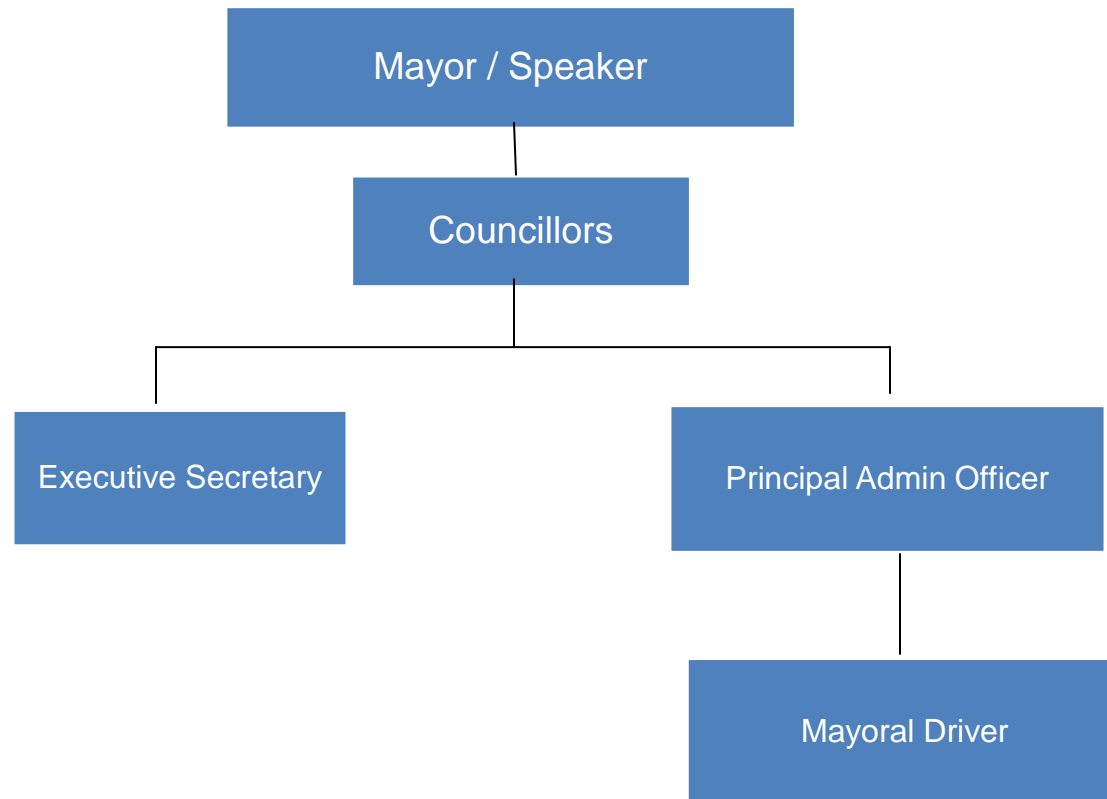 Mayor / Speaker
Councillors
Executive Secretary
Principal Admin Officer
Mayoral Driver